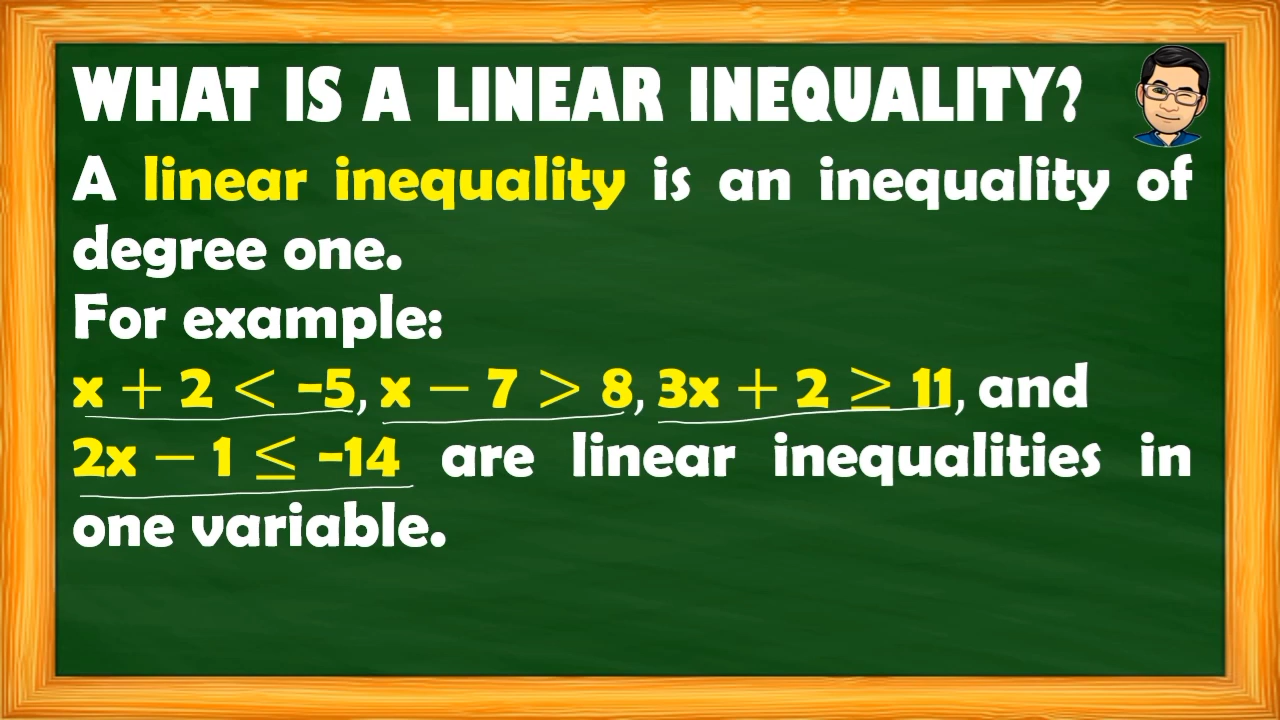 WHAT IS A LINEAR INEQUALITY?
A linear inequality is an inequality of
degree one.
For example:
x + 2 < -5, x − 7 > 8, 3x + 2 ≥ 11, and
2x − 1 ≤ -14 are linear inequalities in
one variable.